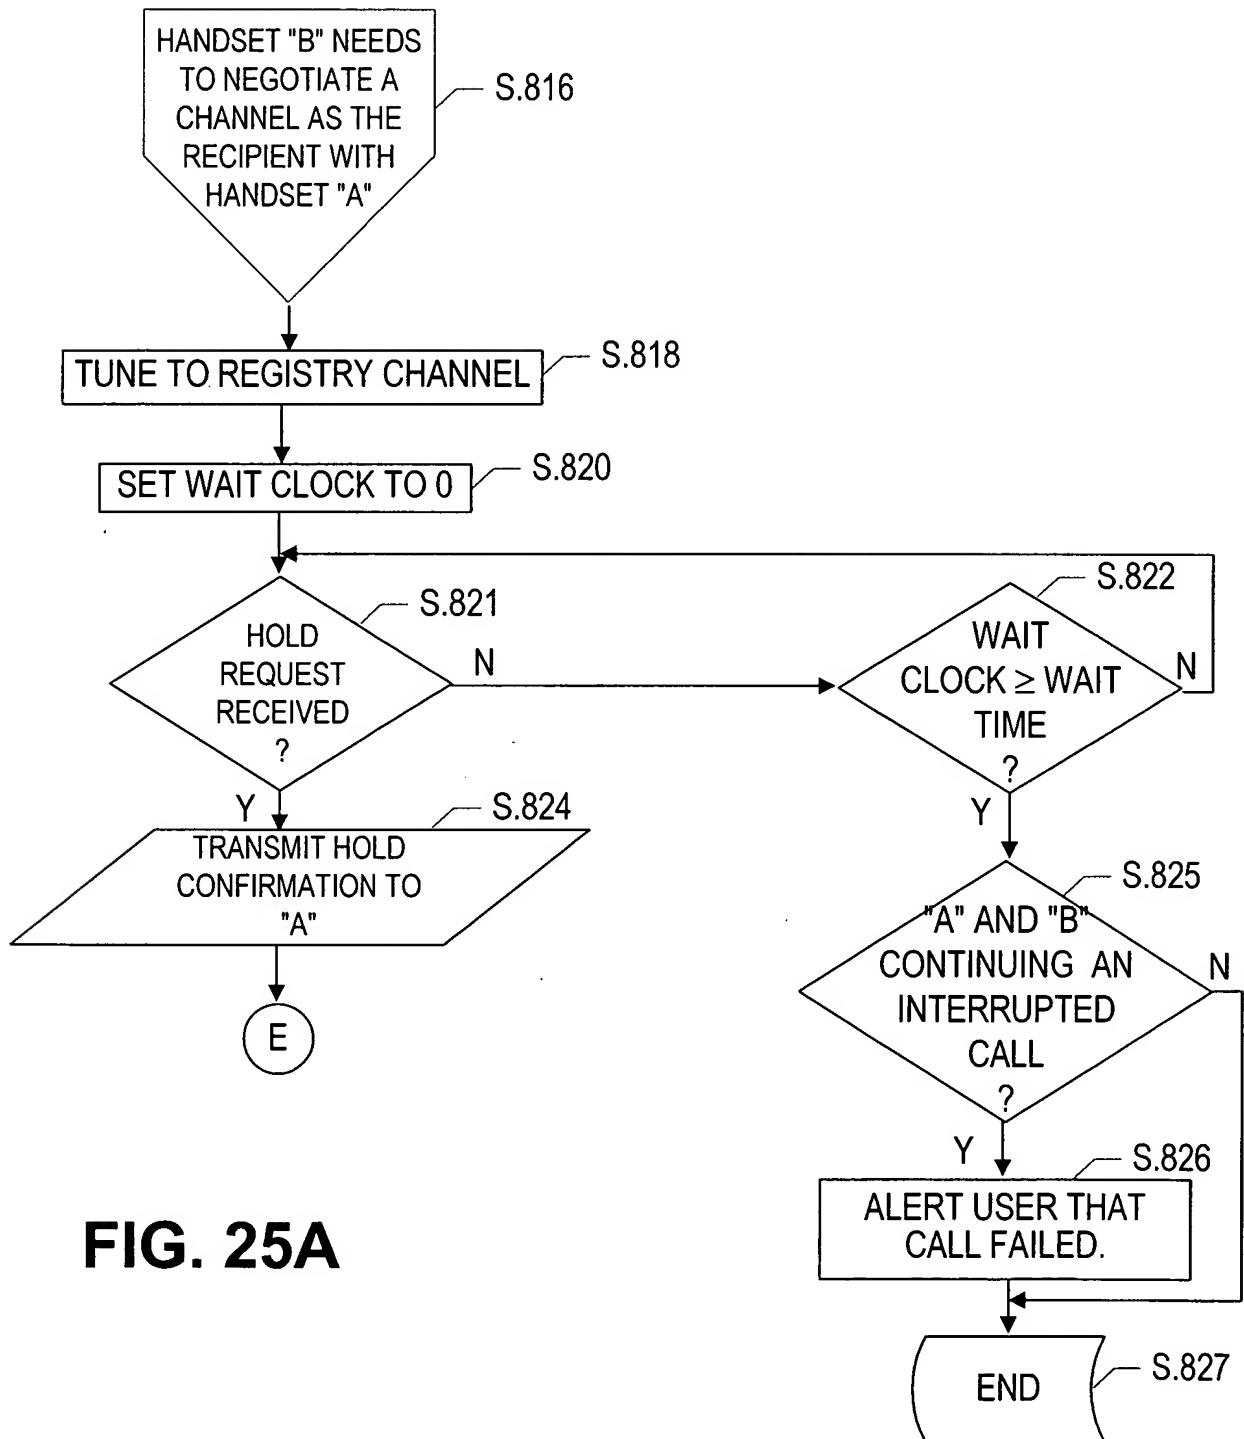 HANDSET "B" NEEDS
TO NEGOTIATE A
CHANNEL AS THE
RECIPIENT WITH
HANDSET "A"
S.816
TUNE TO REGISTRY CHANNEL
S.818
SET WAIT CLOCK TO 0
S.820
HOLD
REQUEST
RECEIVED
?
S.821
N
Y
WAIT
CLOCK ≥ WAIT
TIME
?
S.822
N
Y
TRANSMIT HOLD
CONFIRMATION TO
"A"
S.824
E
"A" AND "B"
CONTINUING AN
INTERRUPTED
CALL
?
S.825
N
Y
ALERT USER THAT
CALL FAILED.
S.826
END
S.827
FIG. 25A